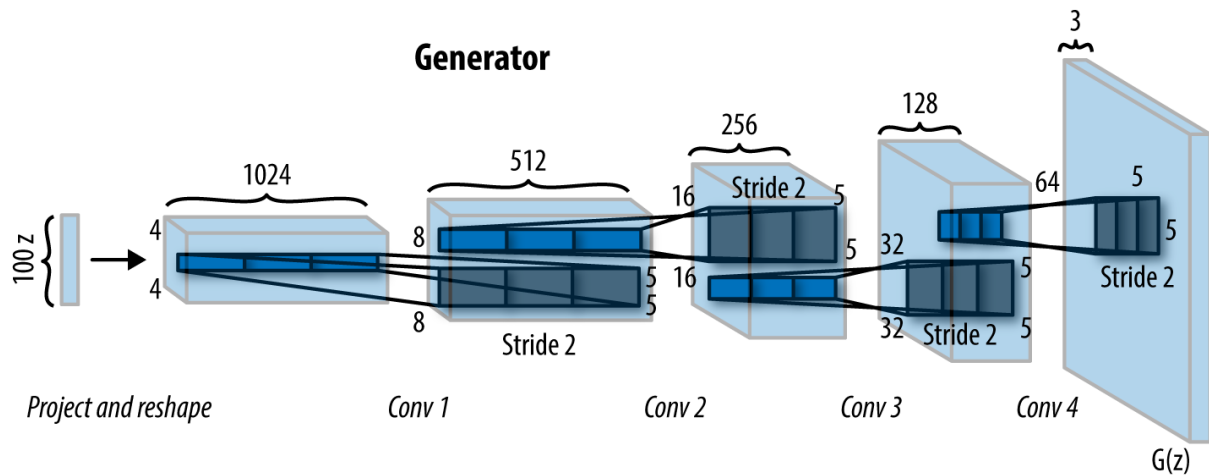 Generator
3
1024
512
256
128
64
100 z
4
4
8
8
5
5
Stride 2
16
16
Stride 2
5
5
32
32
5
5
Stride 2
5
5
Stride 2
Project and reshape
Conv 1
Conv 2
Conv 3
Conv 4
G(z)